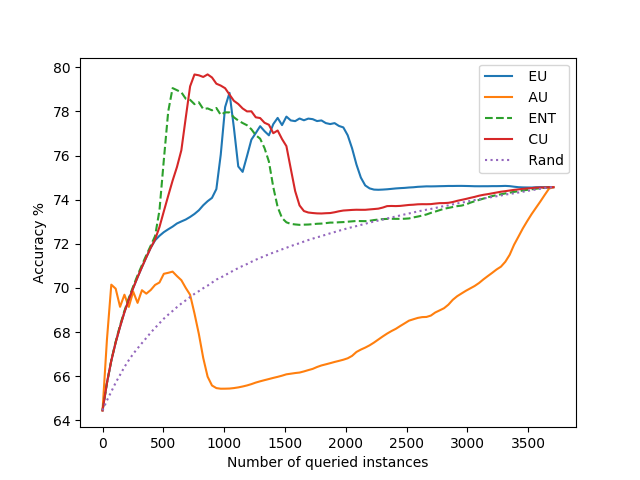 80
78
76
74
72
70
68
66
64
Accuracy %
0 500 1000 1500 2000 2500 3000 3500
Number of queried instances
EU
AU
ENT
CU
Rand